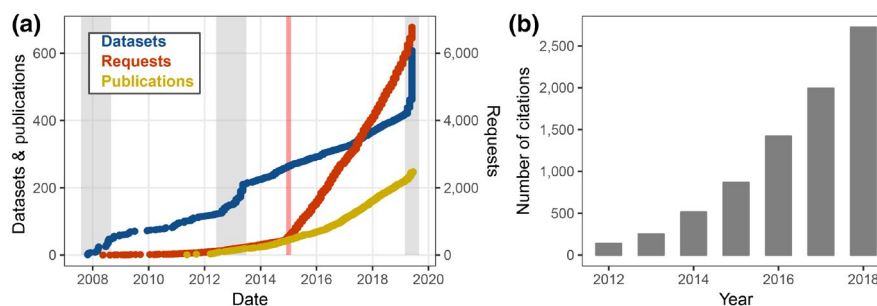 (a)
Datasets
Requests
Publications
Datasets & publications
600
400
200
0
6,000
4,000
2,000
0
Requests
2008 2010 2012 2014 2016 2018 2020
Date
(b)
Number of citations
2,500
2,000
1,500
1,000
500
0
2012 2014 2016 2018
Year